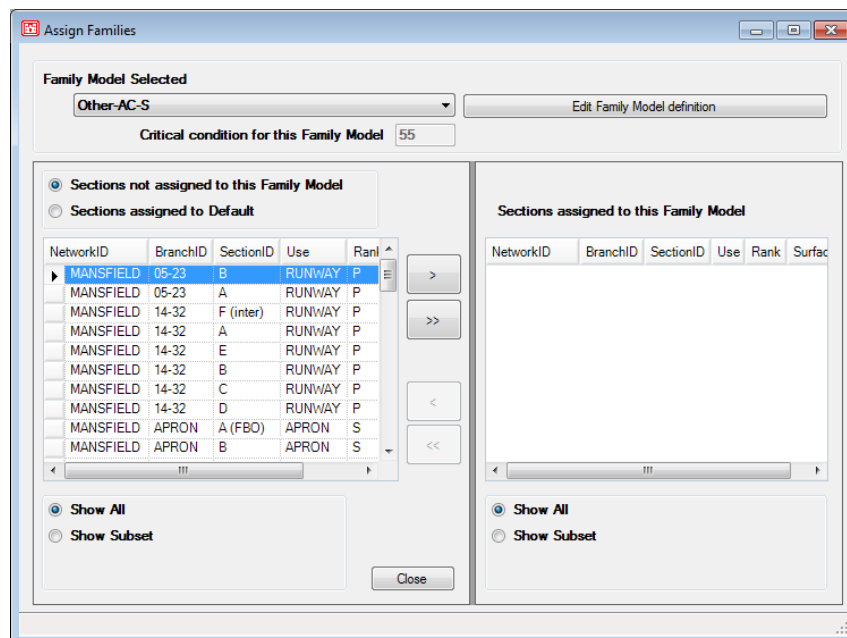 Assign Families
Family Model Selected
Other-AC-S
Edit Family Model definition
Critical condition for this Family Model 55
Sections not assigned to this Family Model
Sections assigned to Default
NetworkID BranchID SectionID Use Rank
MANSFIELD 05-23 B RUNWAY P
MANSFIELD 05-23 A RUNWAY P
MANSFIELD 14-32 F (inter) RUNWAY P
MANSFIELD 14-32 A RUNWAY P
MANSFIELD 14-32 E RUNWAY P
MANSFIELD 14-32 B RUNWAY P
MANSFIELD 14-32 C RUNWAY P
MANSFIELD 14-32 D RUNWAY P
MANSFIELD APRON A (FBO) APRON S
MANSFIELD APRON B APRON S
>
>>
<
<<
Show All
Show Subset
Close
Sections assigned to this Family Model
NetworkID BranchID SectionID Use Rank Surfac
Show All
Show Subset